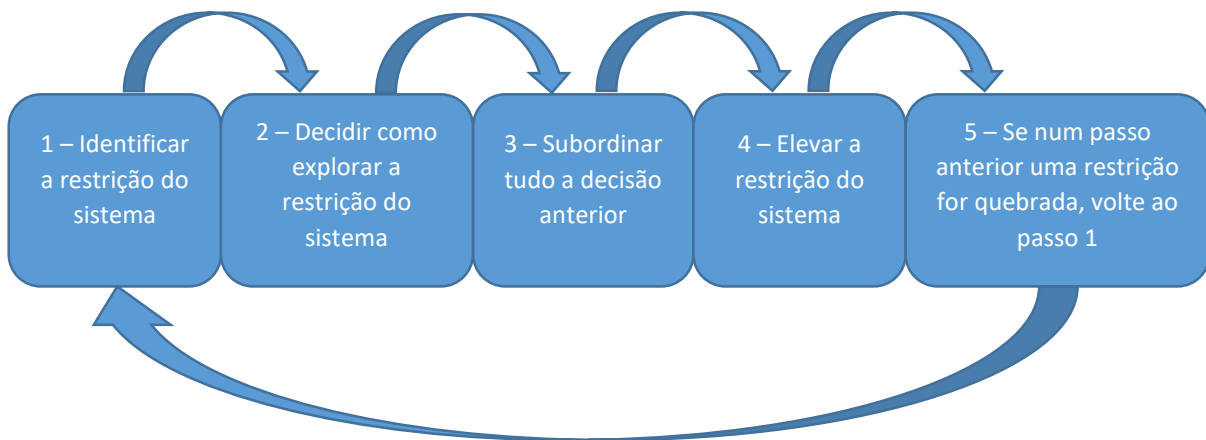 1 – Identificar
a restrição do
sistema
2 – Decidir como
explorar a
restrição do
sistema
3 – Subordinar
tudo a decisão
anterior
4 – Elevar a
restrição do
sistema
5 – Se num passo
anterior uma restrição
for quebrada, volte ao
passo 1